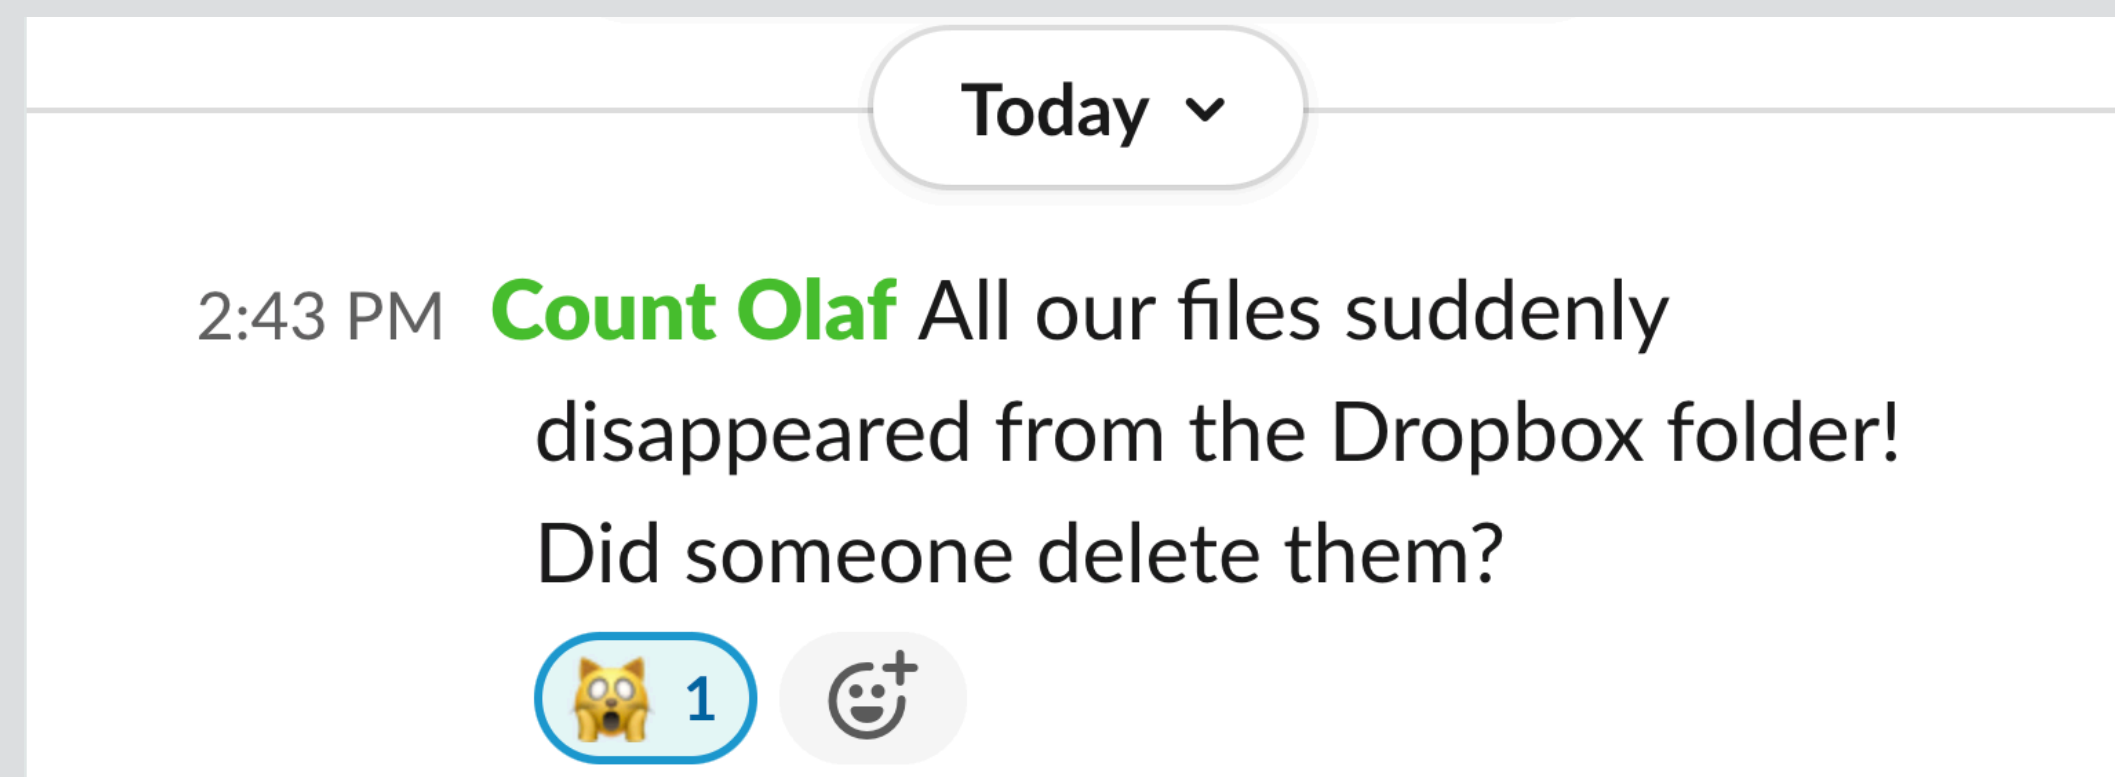 Today
2:43 PM Count Olaf All our files suddenly
disappeared from the Dropbox folder!
Did someone delete them?
1